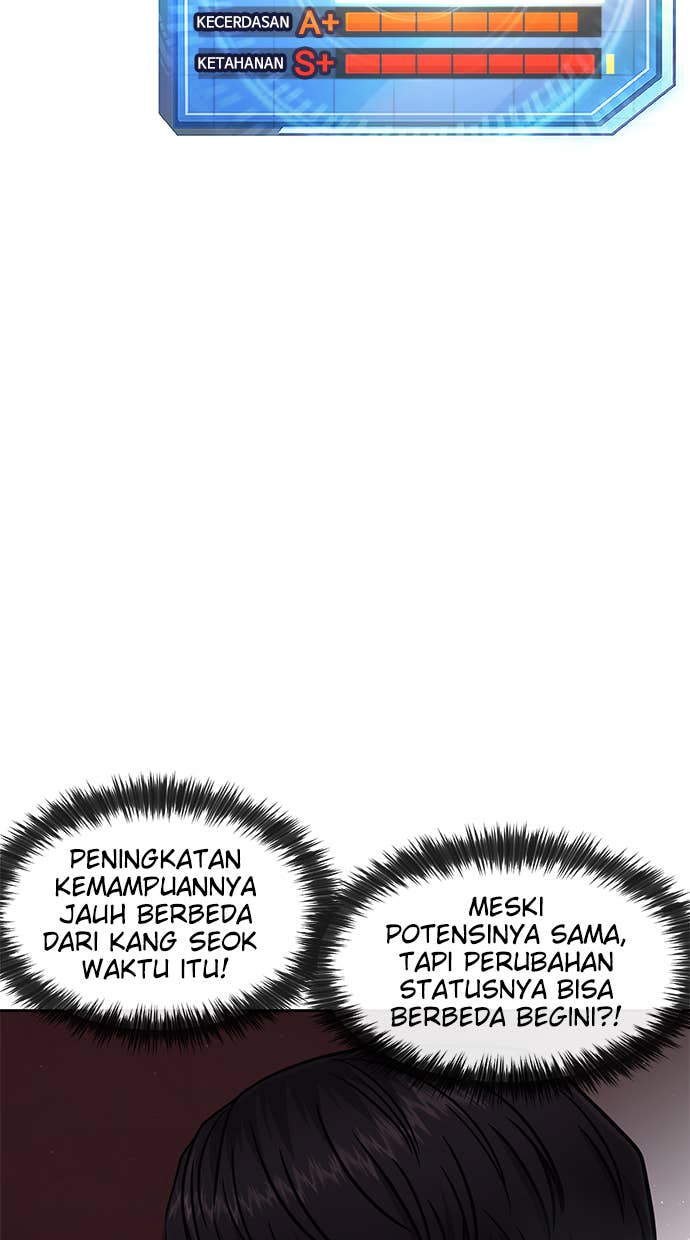 KECERDASAN A+
KETAHANAN S+
PENINGKATAN
KEMAMPUANNYA
JAUH BERBEDA
DARI KANG SEOK
WAKTU ITU!
MESKI
POTENSINYA SAMA,
TAPI PERUBAHAN
STATUSNYA BISA
BERBEDA BEGINI?!